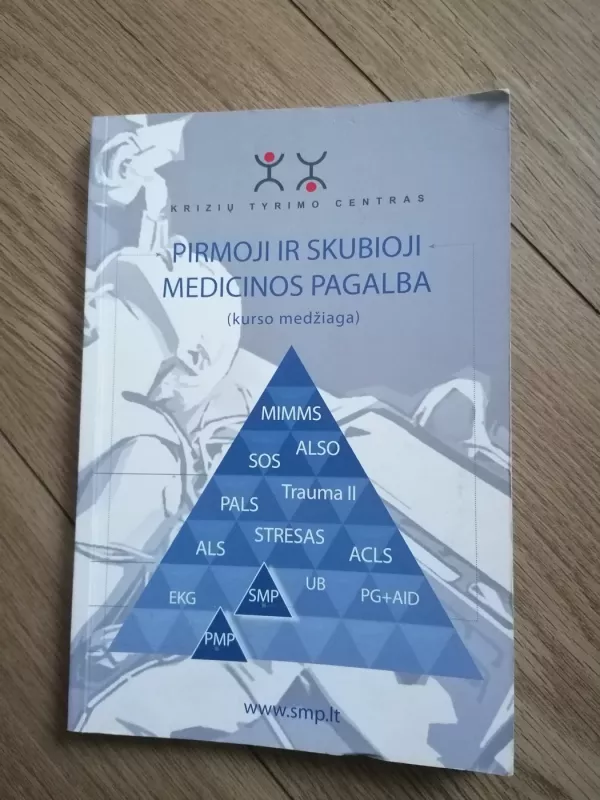 KRIZIŲ TYRIMO CENTRAS
PIRMOJI IR SKUBIOJI
MEDICINOS PAGALBA
(kurso medžiaga)
MIMMS
SOS ALSO
PALS Trauma II
ALS STRESAS ACLS
EKG SMP UB PG+AID
PMP
www.smp.lt